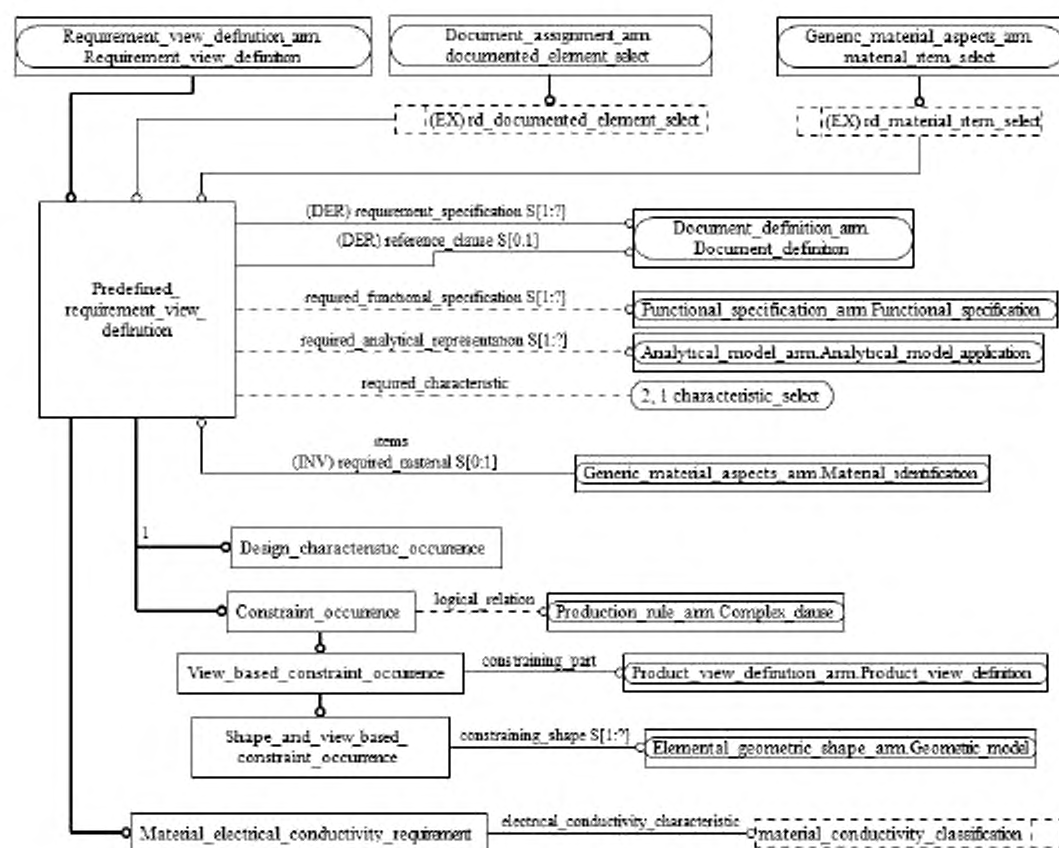 Requirement_view_definition_arm.
Requirement_view_definition
Document_assignment_arm.
documented_element_select
Generic_material_aspects_arm.
material_item_select
(EX) rd_documented_element_select
(EX) rd_material_item_select
(DER) requirement_specification S[1:?]
(DER) reference_clause S[0.1]
Document_definition_arm.
Document_definition
Predefined_
requirement_view_
definition
required_functional_specification S[1:?]
Functional_specification_arm.Functional_specification
required_analytical_representation S[1:?]
Analytical_model_arm.Analytical_model_application
required_characteristic
2, 1 characteristic_select
items
(INV) required_material S[0:1]
Generic_material_aspects_arm.Material_identification
1
Design_characteristic_occurrence
Constraint_occurrence
logical_relation
Production_rule_arm.Complex_clause
View_based_constraint_occurrence
constraining_part
Product_view_definition_arm.Product_view_definition
Shape_and_view_based_
constraint_occurrence
constraining_shape S[1:?]
Elemental_geometric_shape_arm.Geometric_model
Material_electrical_conductivity_requirement
electrical_conductivity_characteristic
material_conductivity_classification